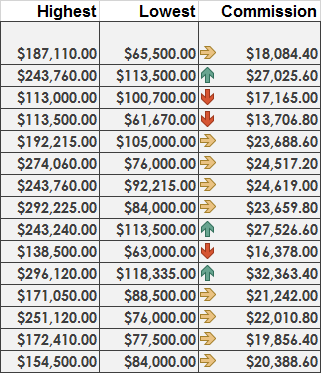 Highest Lowest Commission
$187,110.00 $65,500.00 $18,084.40
$243,760.00 $113,500.00 $27,025.60
$113,000.00 $100,700.00 $17,165.00
$113,500.00 $61,670.00 $13,706.80
$192,215.00 $105,000.00 $23,688.60
$274,060.00 $76,000.00 $24,517.20
$243,760.00 $92,215.00 $24,619.00
$292,225.00 $84,000.00 $23,659.80
$243,240.00 $113,500.00 $27,526.60
$138,500.00 $63,000.00 $16,378.00
$296,120.00 $118,335.00 $32,363.40
$171,050.00 $88,500.00 $21,242.00
$251,120.00 $76,000.00 $22,010.80
$172,410.00 $77,500.00 $19,856.40
$154,500.00 $84,000.00 $20,388.60